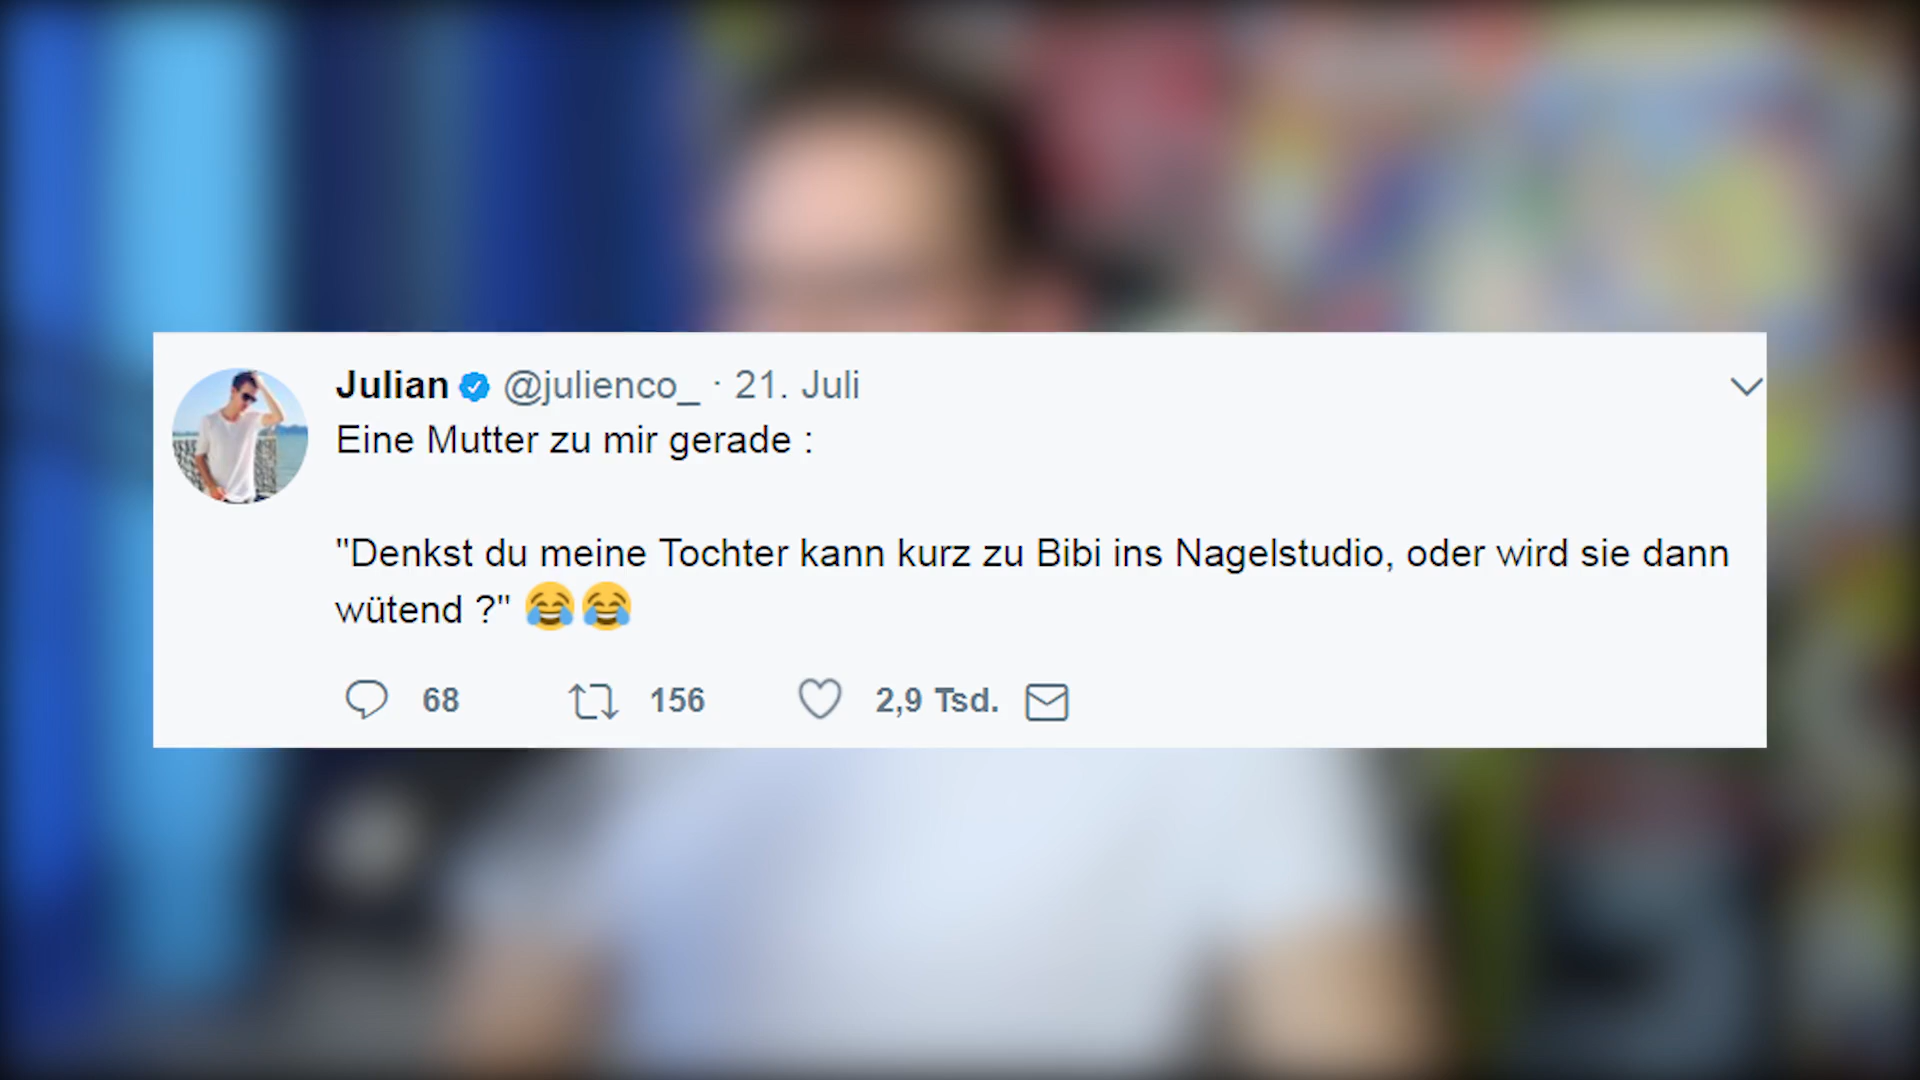 Julian @julienco_ · 21. Juli
Eine Mutter zu mir gerade :
"Denkst du meine Tochter kann kurz zu Bibi ins Nagelstudio, oder wird sie dann
wütend ?" 😂😂
68 156 2,9 Tsd.